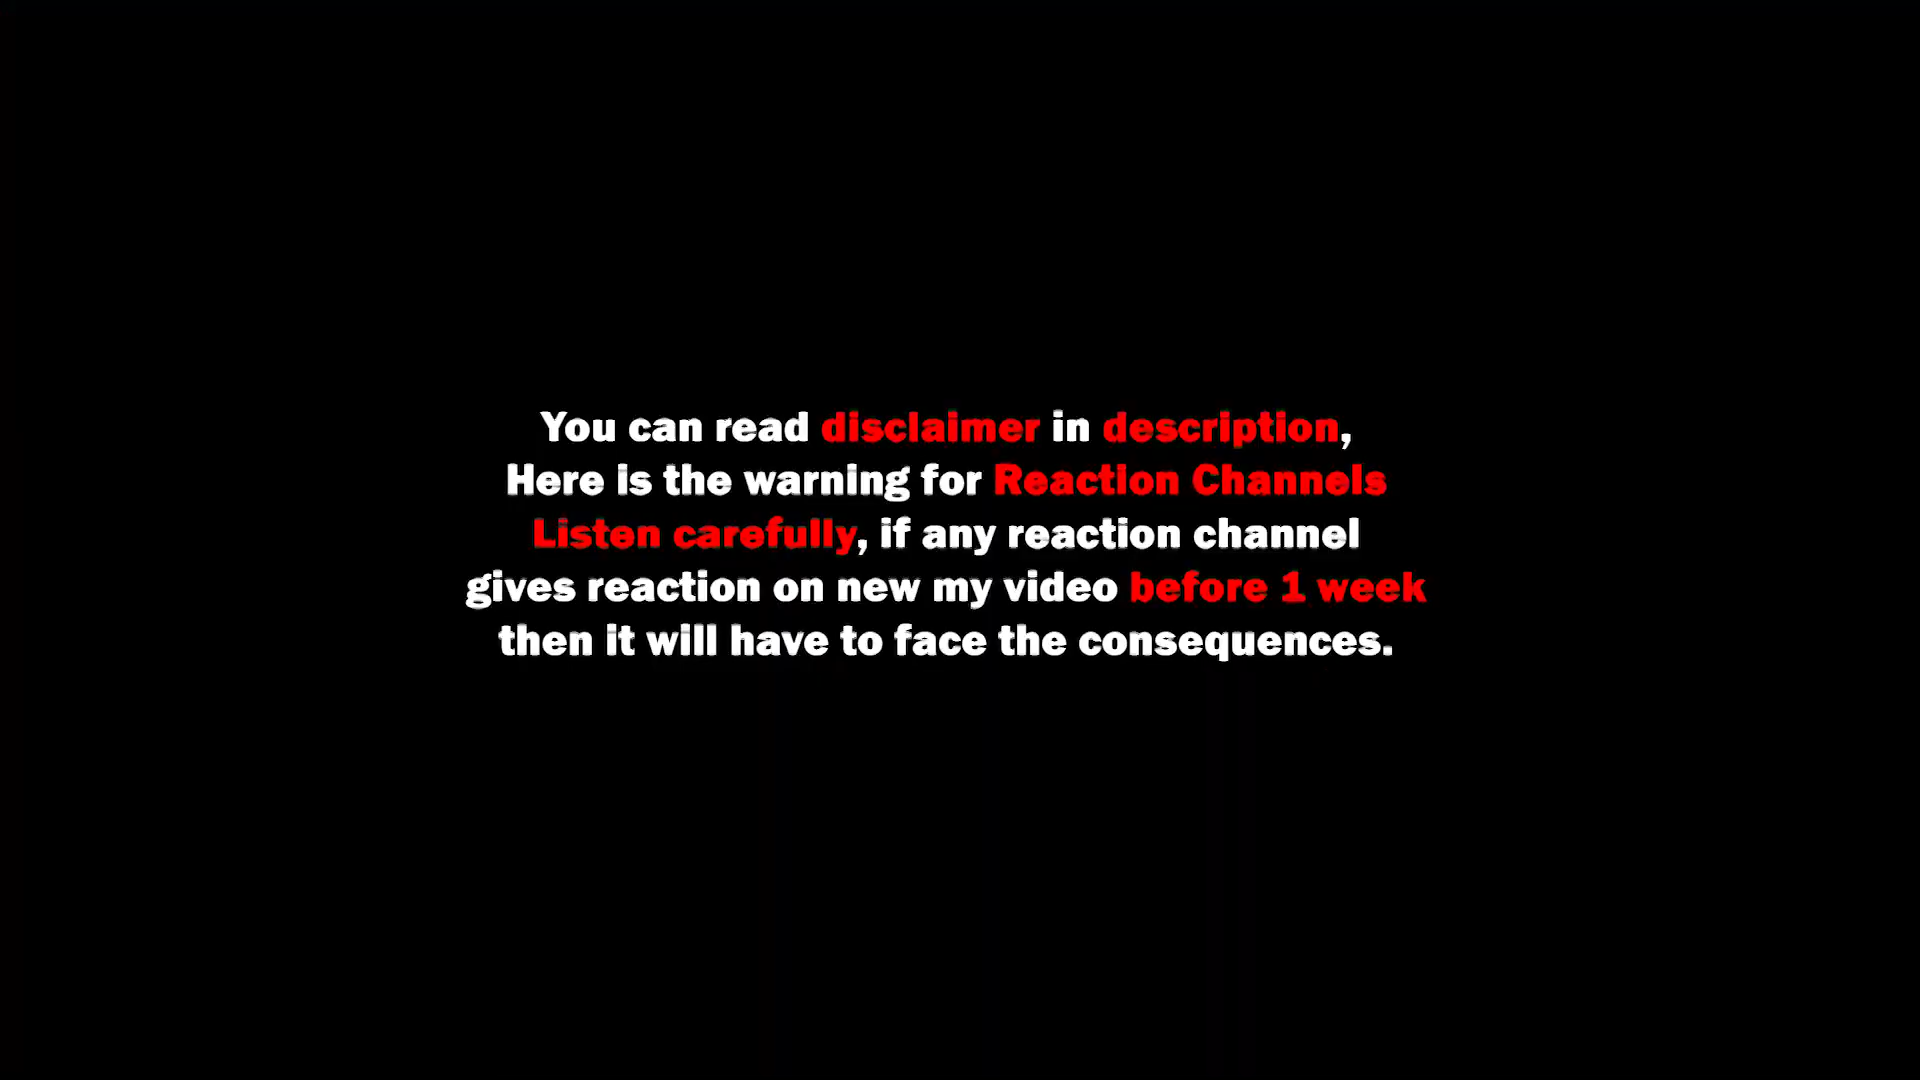 You can read disclaimer in description,
Here is the warning for Reaction Channels
Listen carefully, if any reaction channel
gives reaction on new my video before 1 week
then it will have to face the consequences.